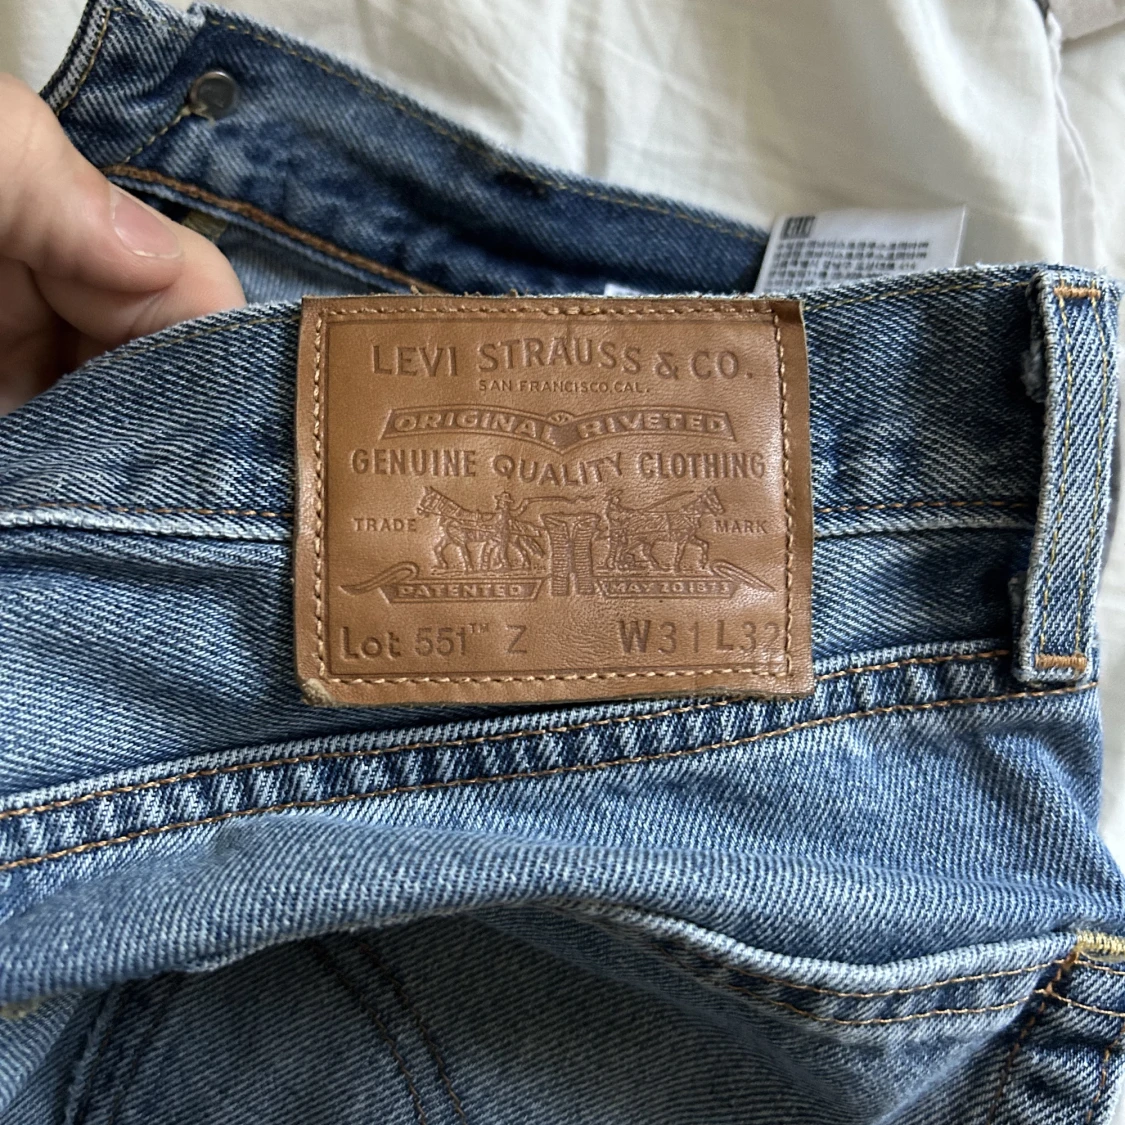 LEVI STRAUSS & CO.
SAN FRANCISCO, CAL.
ORIGINAL RIVETED
GENUINE QUALITY CLOTHING
TRADE MARK
PATENTED MAY 20 1873
Lot 551™ Z W31 L32